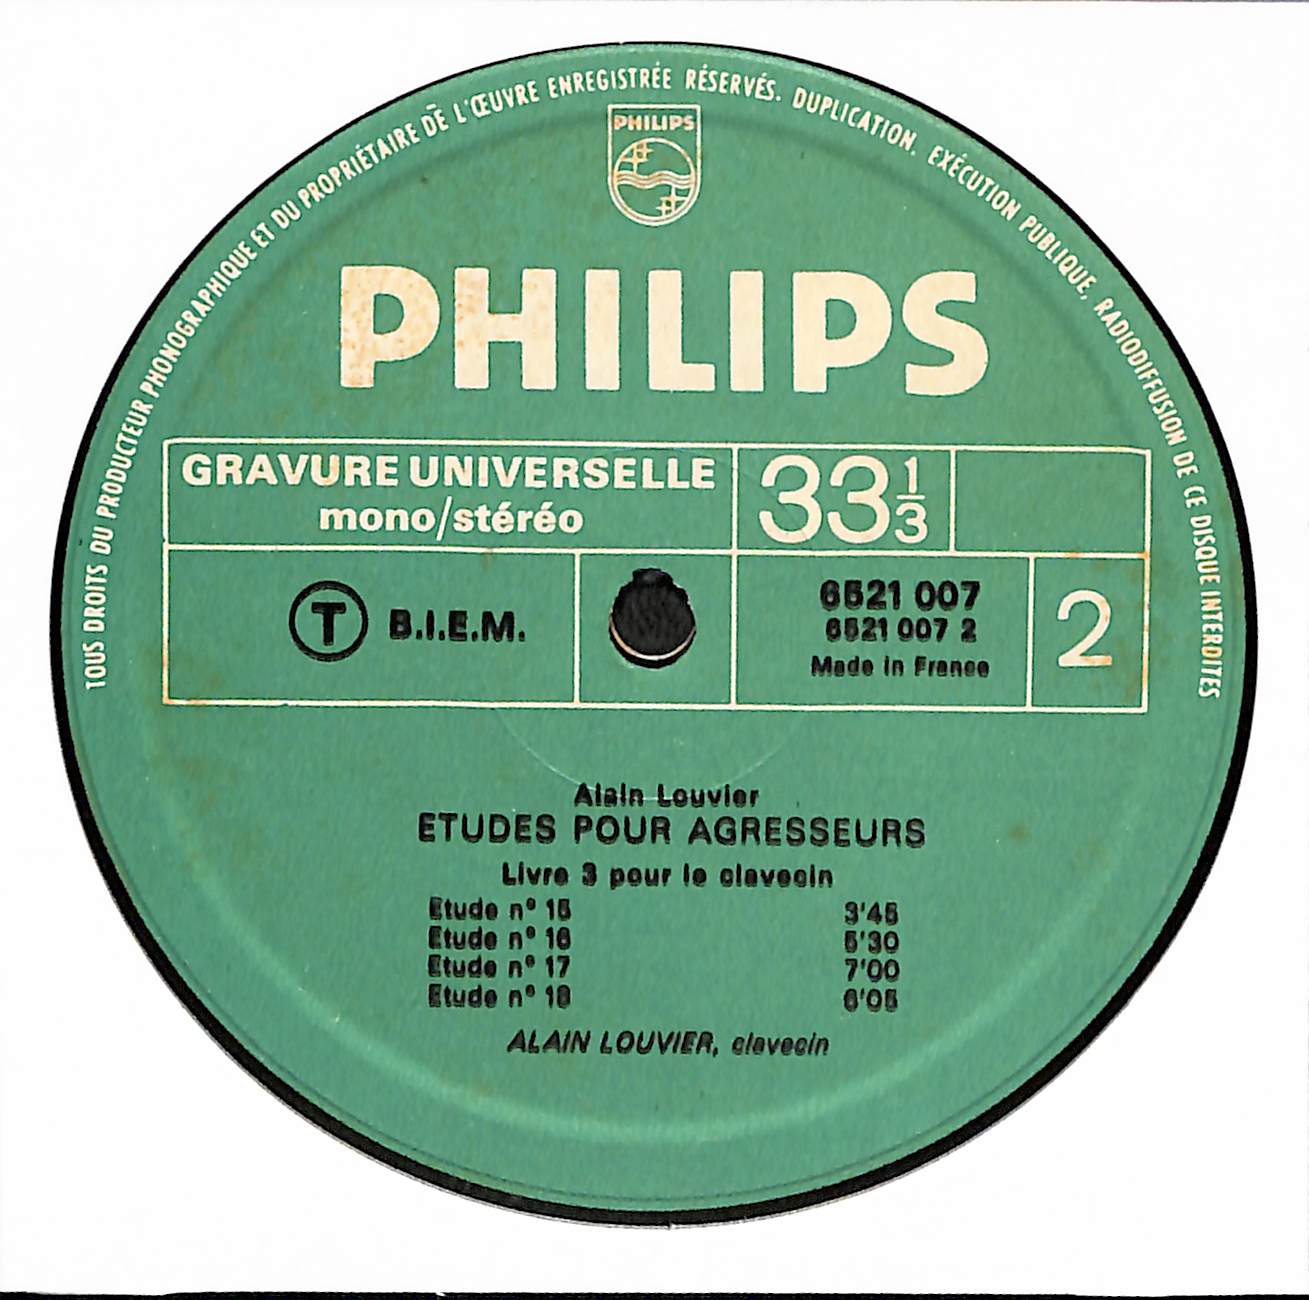 TOUS DROITS DU PRODUCTEUR PHONOGRAPHIQUE ET DU PROPRIÉTAIRE DE L'ŒUVRE ENREGISTRÉE RÉSERVÉS. DUPLICATION. EXÉCUTION PUBLIQUE, RADIODIFFUSION DE CE DISQUE INTERDITES
PHILIPS
PHILIPS
GRAVURE UNIVERSELLE
mono/stéréo
33 1/3
T B.I.E.M.
6521 007
6521 007 2
Made in France
2
Alain Louvier
ETUDES POUR AGRESSEURS
Livre 3 pour le clavecin
Etude n° 15 3'45
Etude n° 16 5'30
Etude n° 17 7'00
Etude n° 18 6'05
ALAIN LOUVIER, clavecin